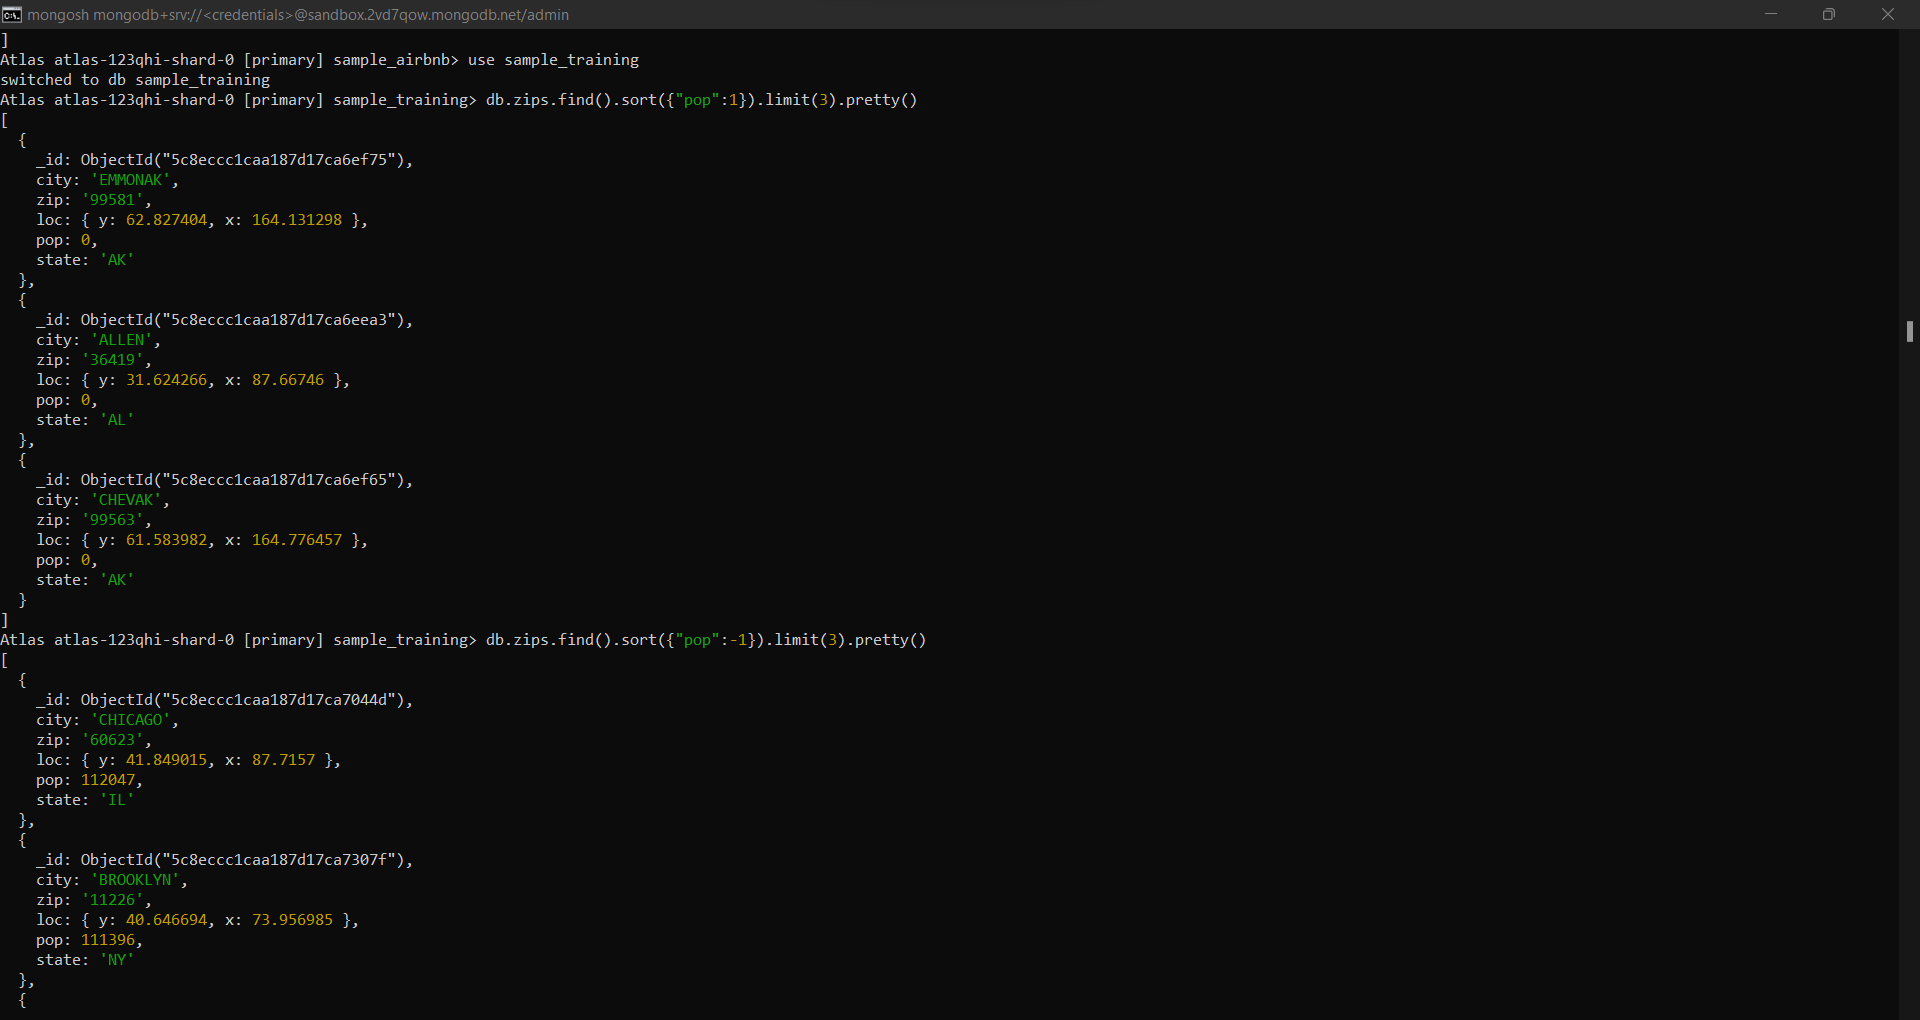 mongosh mongodb+srv://<credentials>@sandbox.2vd7qow.mongodb.net/admin
]
Atlas atlas-123qhi-shard-0 [primary] sample_airbnb> use sample_training
switched to db sample_training
Atlas atlas-123qhi-shard-0 [primary] sample_training> db.zips.find().sort({"pop":1}).limit(3).pretty()
[
  {
    _id: ObjectId("5c8eccc1caa187d17ca6ef75"),
    city: 'EMMONAK',
    zip: '99581',
    loc: { y: 62.827404, x: 164.131298 },
    pop: 0,
    state: 'AK'
  },
  {
    _id: ObjectId("5c8eccc1caa187d17ca6eea3"),
    city: 'ALLEN',
    zip: '36419',
    loc: { y: 31.624266, x: 87.66746 },
    pop: 0,
    state: 'AL'
  },
  {
    _id: ObjectId("5c8eccc1caa187d17ca6ef65"),
    city: 'CHEVAK',
    zip: '99563',
    loc: { y: 61.583982, x: 164.776457 },
    pop: 0,
    state: 'AK'
  }
]
Atlas atlas-123qhi-shard-0 [primary] sample_training> db.zips.find().sort({"pop":-1}).limit(3).pretty()
[
  {
    _id: ObjectId("5c8eccc1caa187d17ca7044d"),
    city: 'CHICAGO',
    zip: '60623',
    loc: { y: 41.849015, x: 87.7157 },
    pop: 112047,
    state: 'IL'
  },
  {
    _id: ObjectId("5c8eccc1caa187d17ca7307f"),
    city: 'BROOKLYN',
    zip: '11226',
    loc: { y: 40.646694, x: 73.956985 },
    pop: 111396,
    state: 'NY'
  },
  {